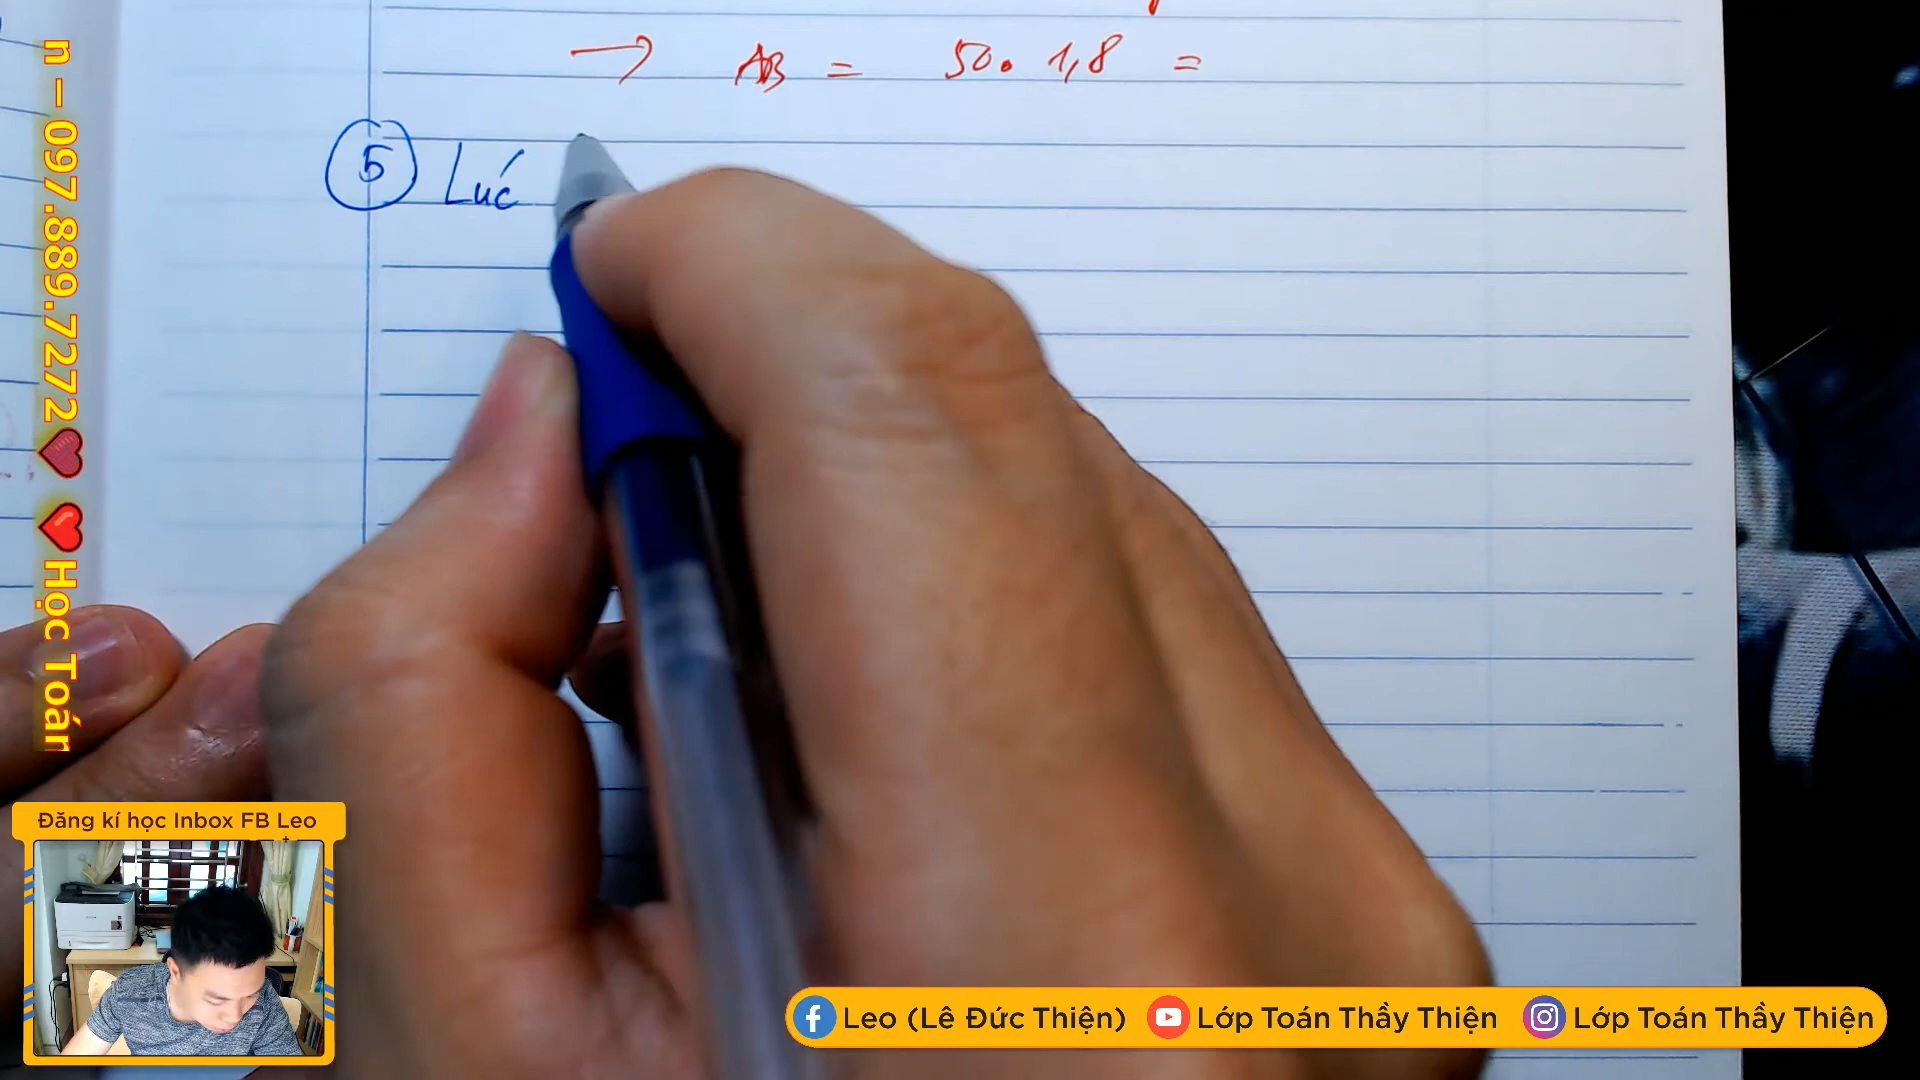 → AB = 50. 1,8 =
5 Lúc
n – 097.889.7272 Học Toán
Đăng kí học Inbox FB Leo
Leo (Lê Đức Thiện) Lớp Toán Thầy Thiện Lớp Toán Thầy Thiện